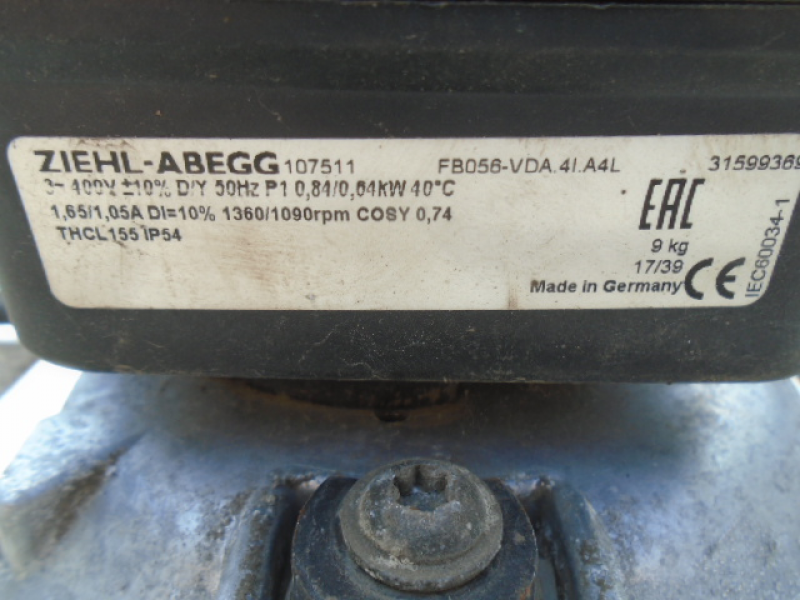 ZIEHL-ABEGG 107511 FB056-VDA.4I.A4L 31599369
3~ 400V ±10% D/Y 50Hz P1 0,84/0,64kW 40°C
1,65/1,05A DI=10% 1360/1090rpm COSY 0,74
THCL155 IP54
EAC
9 kg
17/39
Made in Germany CE
IEC60034-1